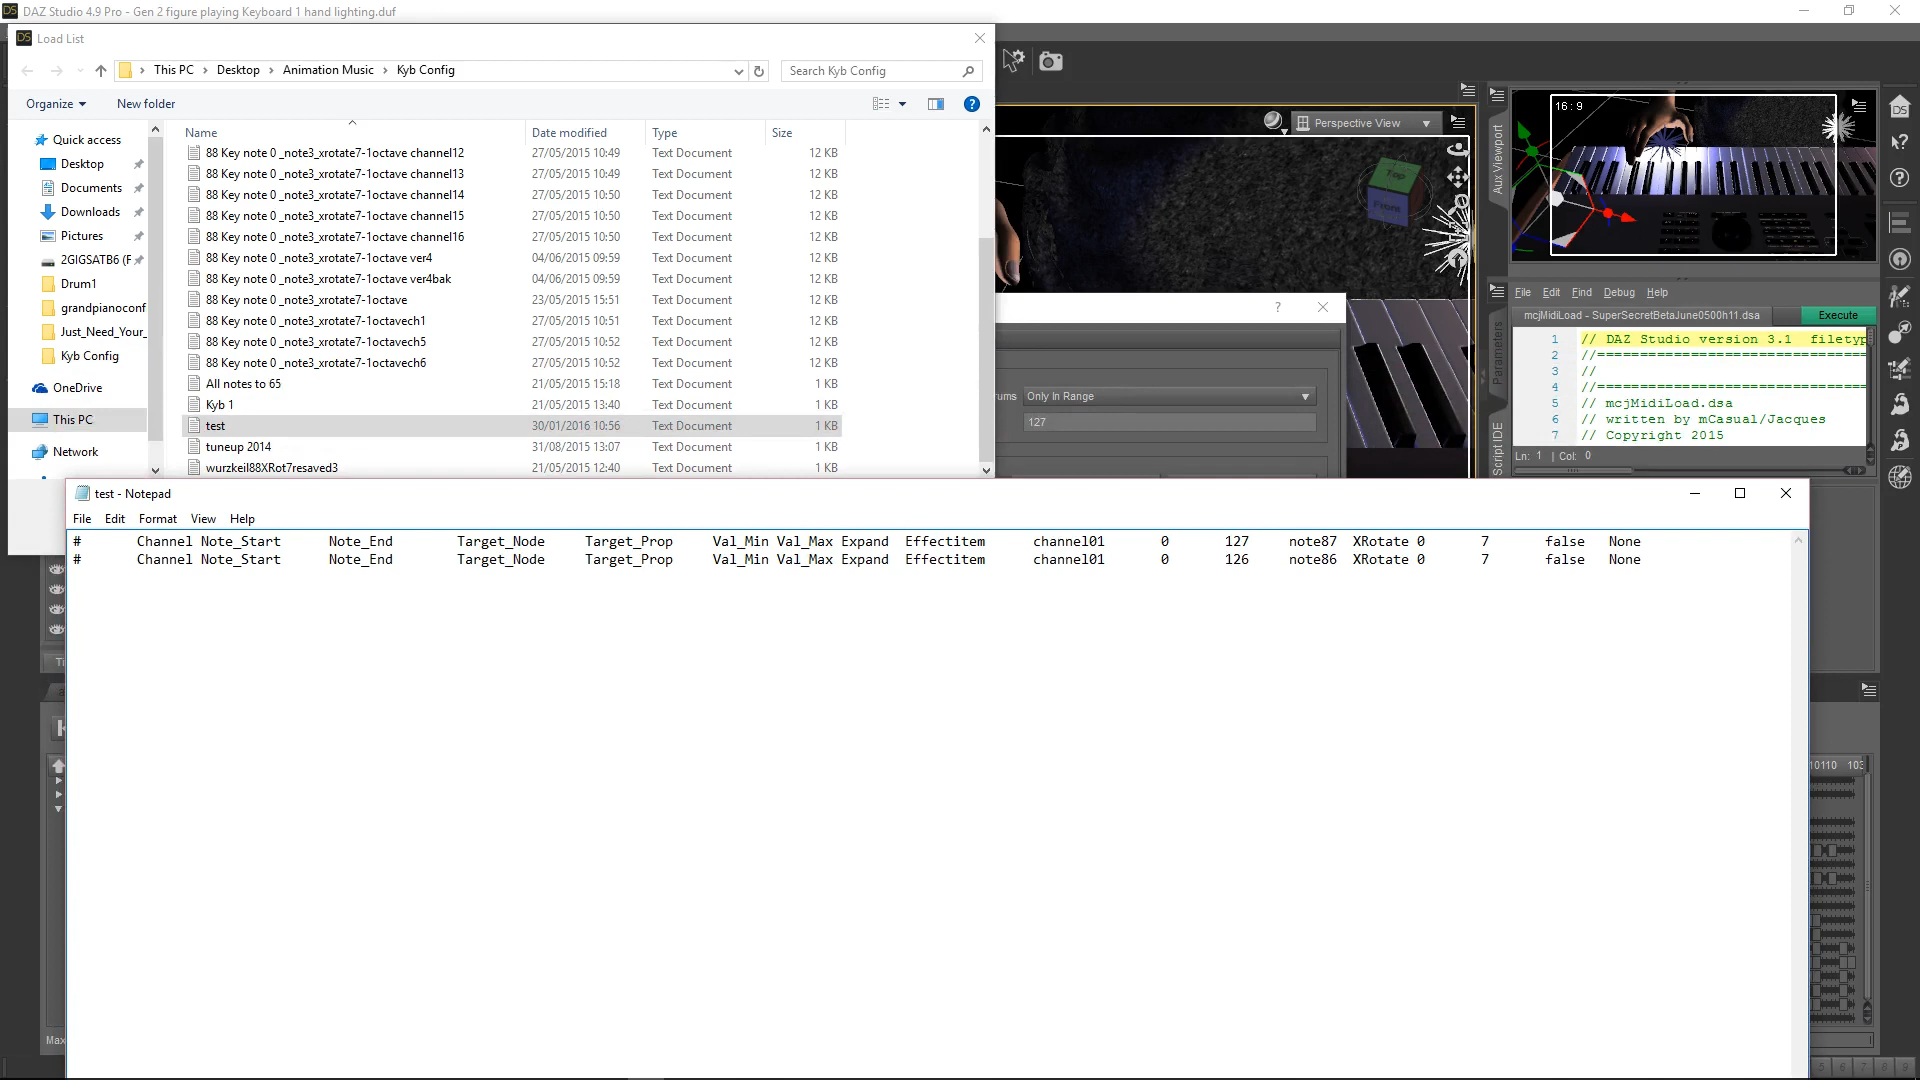 DAZ Studio 4.9 Pro - Gen 2 figure playing Keyboard 1 hand lighting.duf
Load List
This PC > Desktop > Animation Music > Kyb Config
Search Kyb Config
Organize
New folder
Name Date modified Type Size
Quick access
Desktop
Documents
Downloads
Pictures
2GIGSATB6 (F
Drum1
grandpianoconf
Just_Need_Your_
Kyb Config
OneDrive
This PC
Network
88 Key note 0 _note3_xrotate7-1octave channel12 27/05/2015 10:49 Text Document 12 KB
88 Key note 0 _note3_xrotate7-1octave channel13 27/05/2015 10:49 Text Document 12 KB
88 Key note 0 _note3_xrotate7-1octave channel14 27/05/2015 10:50 Text Document 12 KB
88 Key note 0 _note3_xrotate7-1octave channel15 27/05/2015 10:50 Text Document 12 KB
88 Key note 0 _note3_xrotate7-1octave channel16 27/05/2015 10:50 Text Document 12 KB
88 Key note 0 _note3_xrotate7-1octave ver4 04/06/2015 09:59 Text Document 12 KB
88 Key note 0 _note3_xrotate7-1octave ver4bak 04/06/2015 09:59 Text Document 12 KB
88 Key note 0 _note3_xrotate7-1octave 23/05/2015 15:51 Text Document 12 KB
88 Key note 0 _note3_xrotate7-1octavech1 27/05/2015 10:51 Text Document 12 KB
88 Key note 0 _note3_xrotate7-1octavech5 27/05/2015 10:52 Text Document 12 KB
88 Key note 0 _note3_xrotate7-1octavech6 27/05/2015 10:52 Text Document 12 KB
All notes to 65 21/05/2015 15:18 Text Document 1 KB
Kyb 1 21/05/2015 13:40 Text Document 1 KB
test 30/01/2016 10:56 Text Document 1 KB
tuneup 2014 31/08/2015 13:07 Text Document 1 KB
wurzkeil88XRot7resaved3 21/05/2015 12:40 Text Document 1 KB
Perspective View
Top
Front
16 : 9
Aux Viewport
Parameters
Script IDE
ums Only In Range
127
File Edit Find Debug Help
mcjMidiLoad - SuperSecretBetaJune0500h11.dsa
Execute
1 // DAZ Studio version 3.1 filetyp
2 //==================================
3 //
4 //==================================
5 // mcjMidiLoad.dsa
6 // written by mCasual/Jacques
7 // Copyright 2015
Ln: 1 | Col: 0
test - Notepad
File Edit Format View Help
# Channel Note_Start Note_End Target_Node Target_Prop Val_Min Val_Max Expand Effectitem channel01 0 127 note87 XRotate 0 7 false None
# Channel Note_Start Note_End Target_Node Target_Prop Val_Min Val_Max Expand Effectitem channel01 0 126 note86 XRotate 0 7 false None
Ti
Max